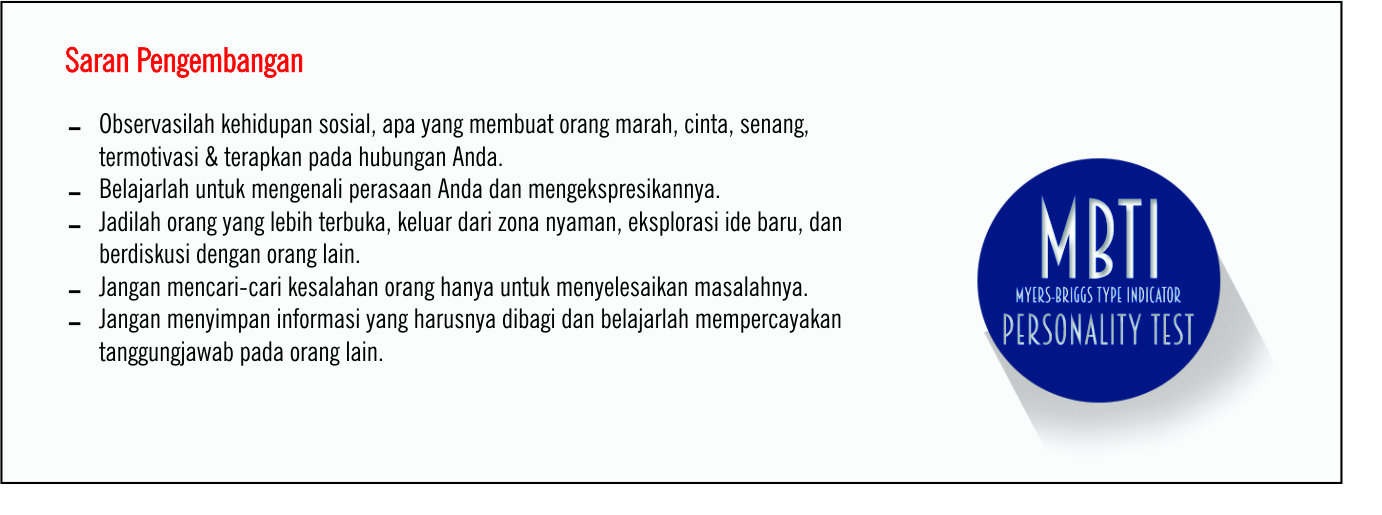 Saran Pengembangan
- Observasilah kehidupan sosial, apa yang membuat orang marah, cinta, senang,
termotivasi & terapkan pada hubungan Anda.
- Belajarlah untuk mengenali perasaan Anda dan mengekspresikannya.
- Jadilah orang yang lebih terbuka, keluar dari zona nyaman, eksplorasi ide baru, dan
berdiskusi dengan orang lain.
- Jangan mencari-cari kesalahan orang hanya untuk menyelesaikan masalahnya.
- Jangan menyimpan informasi yang harusnya dibagi dan belajarlah mempercayakan
tanggungjawab pada orang lain.
MBTI
MYERS-BRIGGS TYPE INDICATOR
PERSONALITY TEST